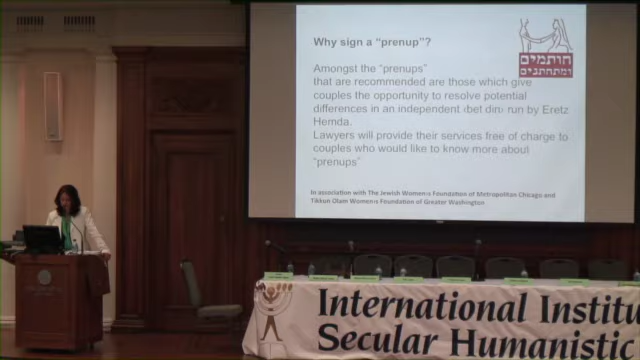 Why sign a "prenup"?
חותמים
ומתחתנים
Amongst the "prenups"
that are recommended are those which give
couples the opportunity to resolve potential
differences in an independent ‹bet din› run by Eretz
Hemda.
Lawyers will provide their services free of charge to
couples who would like to know more about
"prenups"
In association with The Jewish Women›s Foundation of Metropolitan Chicago and
Tikkun Olam Women›s Foundation of Greater Washington
International Institu
Secular Humanistic